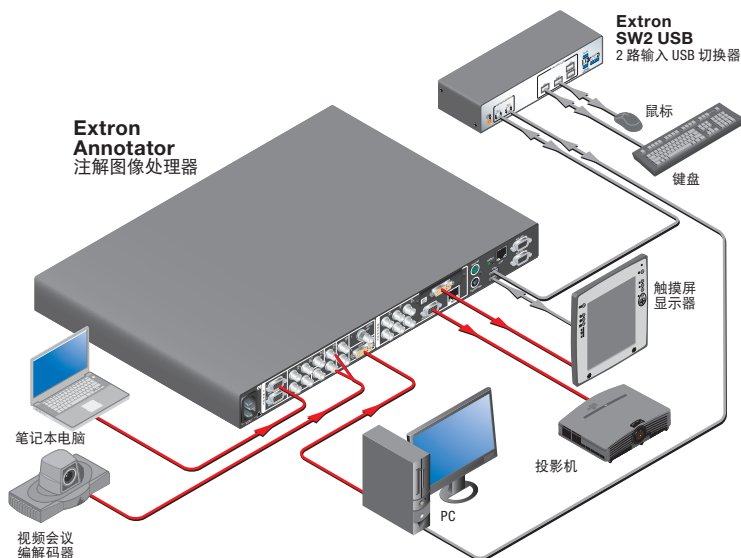 Extron
SW2 USB
2 路输入 USB 切换器
鼠标
键盘
Extron
Annotator
注解图像处理器
触摸屏
显示器
笔记本电脑
投影机
PC
视频会议
编解码器